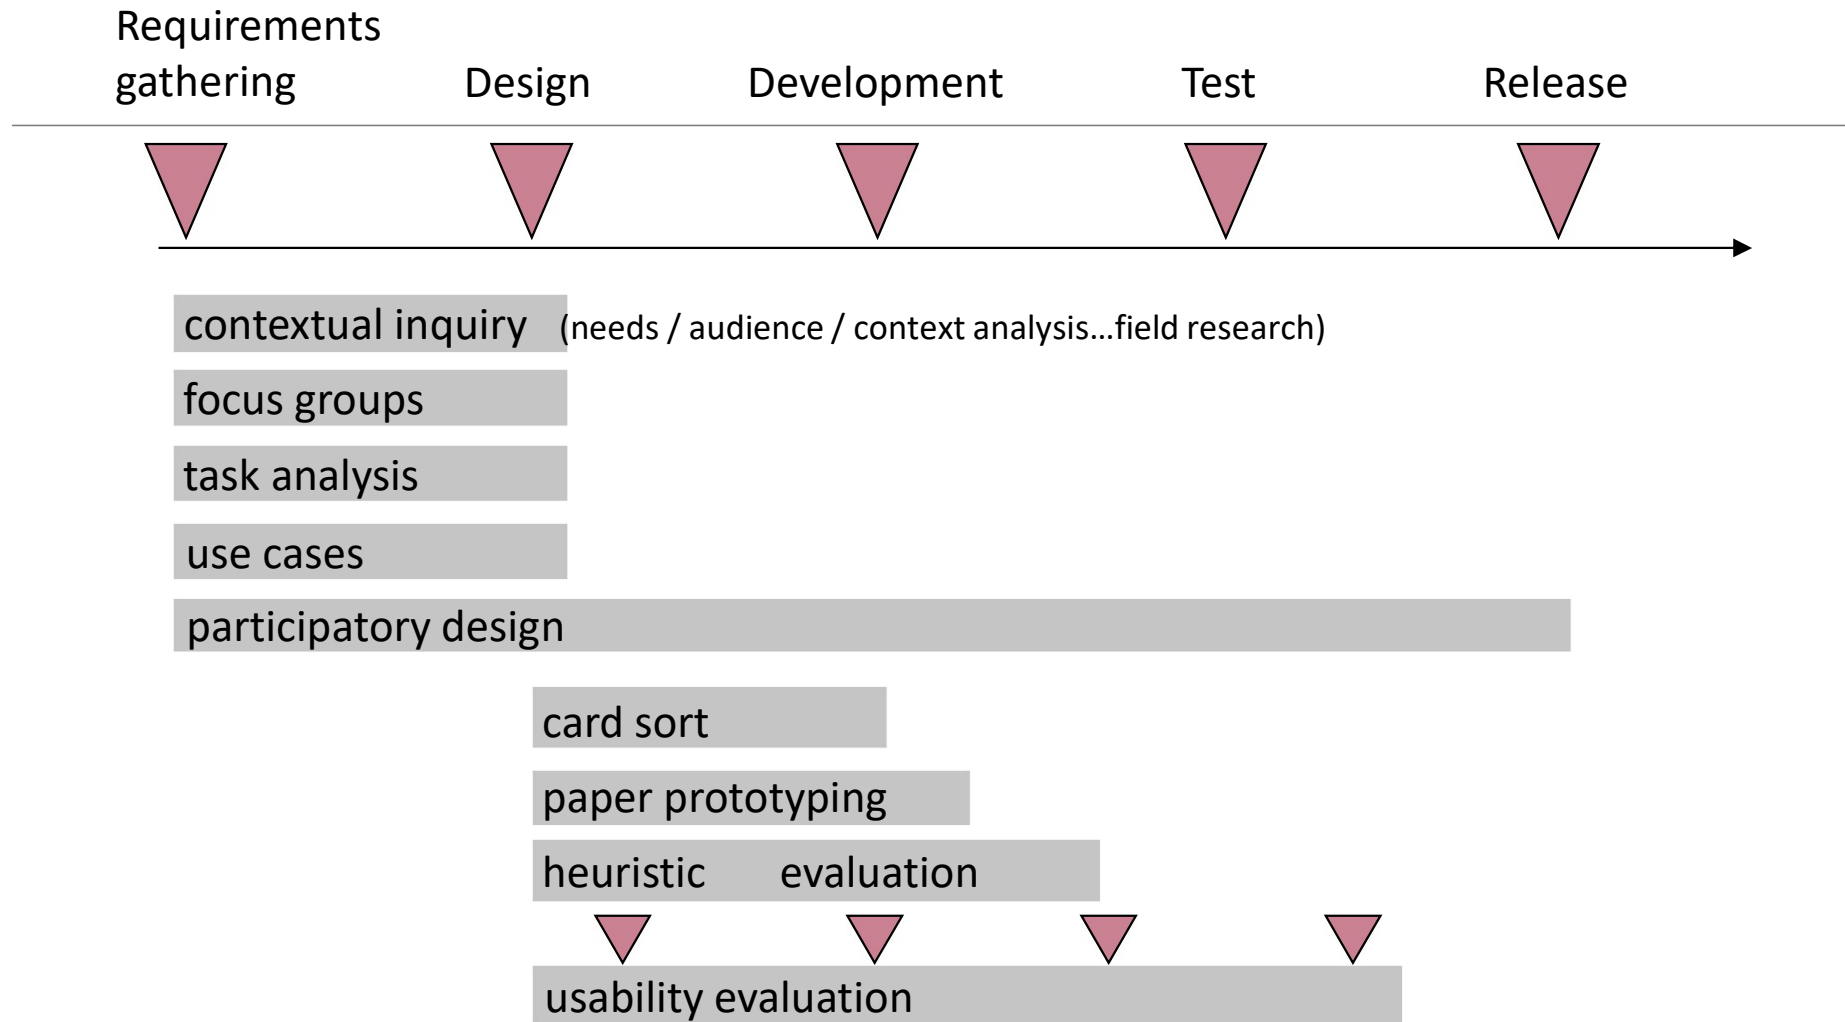 Requirements
gathering
Design
Development
Test
Release
contextual inquiry (needs / audience / context analysis...field research)
focus groups
task analysis
use cases
participatory design
card sort
paper prototyping
heuristic evaluation
usability evaluation